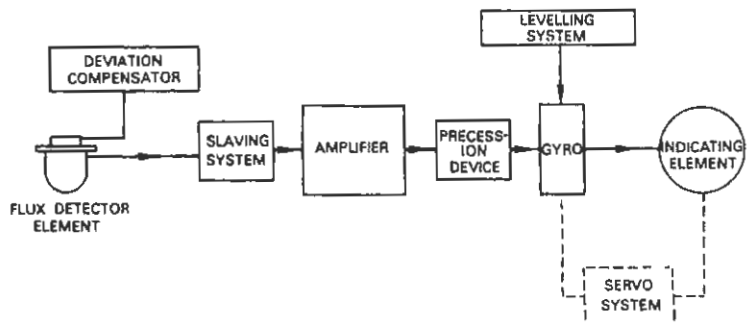 LEVELLING
SYSTEM
DEVIATION
COMPENSATOR
SLAVING
SYSTEM
AMPLIFIER
PRECESS-
ION
DEVICE
GYRO
INDICATING
ELEMENT
FLUX DETECTOR
ELEMENT
SERVO
SYSTEM